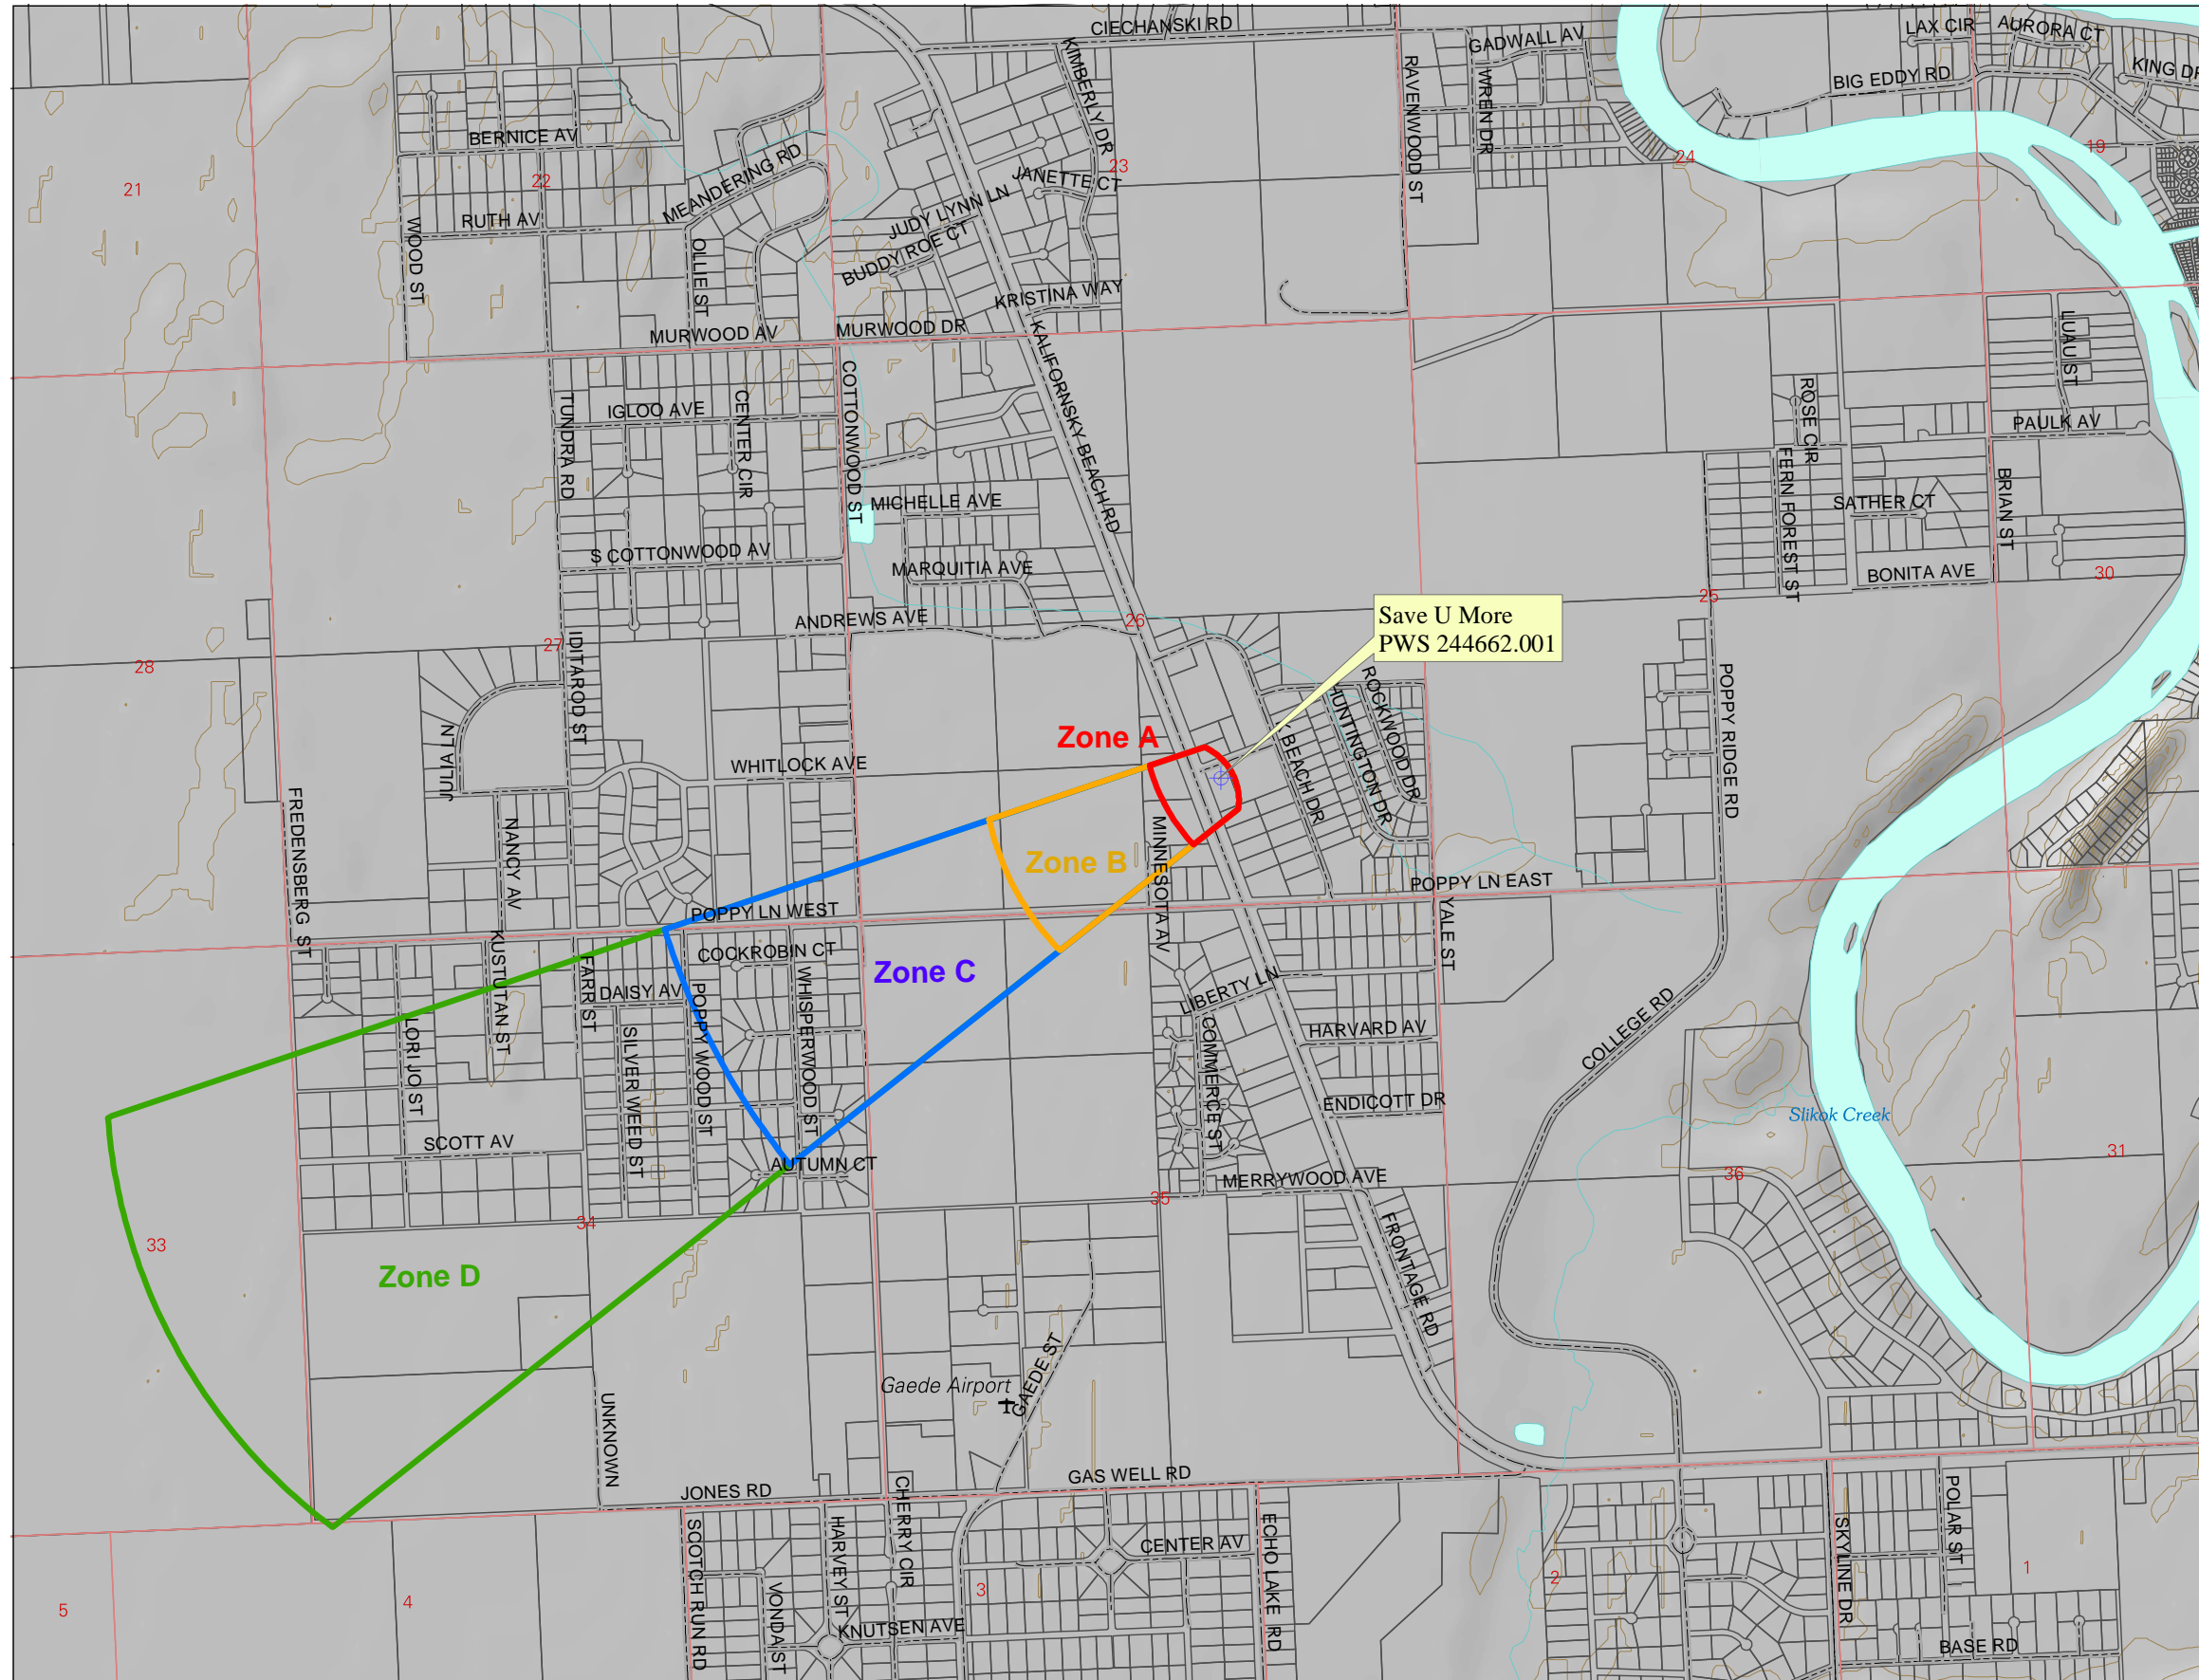 CIECHANSKI RD
GADWALL AV
LAX CIR
AURORA CT
KING DR
BIG EDDY RD
KIMBERLY DR
RAVENWOOD ST
WREN DR
BERNICE AV
MEANDERING RD
23
24
19
21
22
JANETTE CT
RUTH AV
JUDY LYNN LN
BUDDY ROE CT
WOOD ST
OLLIE ST
KRISTINA WAY
MURWOOD AV
MURWOOD DR
KALIFORNSKY BEACH RD
LUAU ST
TUNDRA RD
IGLOO AVE
CENTER CIR
COTTONWOOD ST
ROSE CIR
PAULK AV
FERN FOREST ST
SATHER CT
BRIAN ST
MICHELLE AVE
S COTTONWOOD AV
MARQUITIA AVE
BONITA AVE
30
25
ANDREWS AVE
26
Save U More
PWS 244662.001
27
28
IDITAROD ST
ROCKWOOD DR
HUNTINGTON DR
POPPY RIDGE RD
JULIA LN
Zone A
BEACH DR
WHITLOCK AVE
FREDENSBERG ST
NANCY AV
MINNESOTA AV
Zone B
POPPY LN EAST
POPPY LN WEST
YALE ST
KUSTUTAN ST
FARR ST
COCKROBIN CT
WHISPERWOOD ST
Zone C
LIBERTY LN
DAISY AV
POPPY WOOD ST
LORI JO ST
SILVER WEED ST
COMMERCE ST
HARVARD AV
COLLEGE RD
ENDICOTT DR
Slikok Creek
SCOTT AV
AUTUMN CT
MERRYWOOD AVE
31
36
35
34
33
FRONTAGE RD
Zone D
Gaede Airport
GAEDE ST
UNKNOWN
JONES RD
GAS WELL RD
CHERRY CIR
SCOTCH RUN RD
HARVEY ST
CENTER AV
ECHO LAKE RD
SKYLINE DR
POLAR ST
VONDA ST
KNUTSEN AVE
BASE RD
5
4
3
2
1